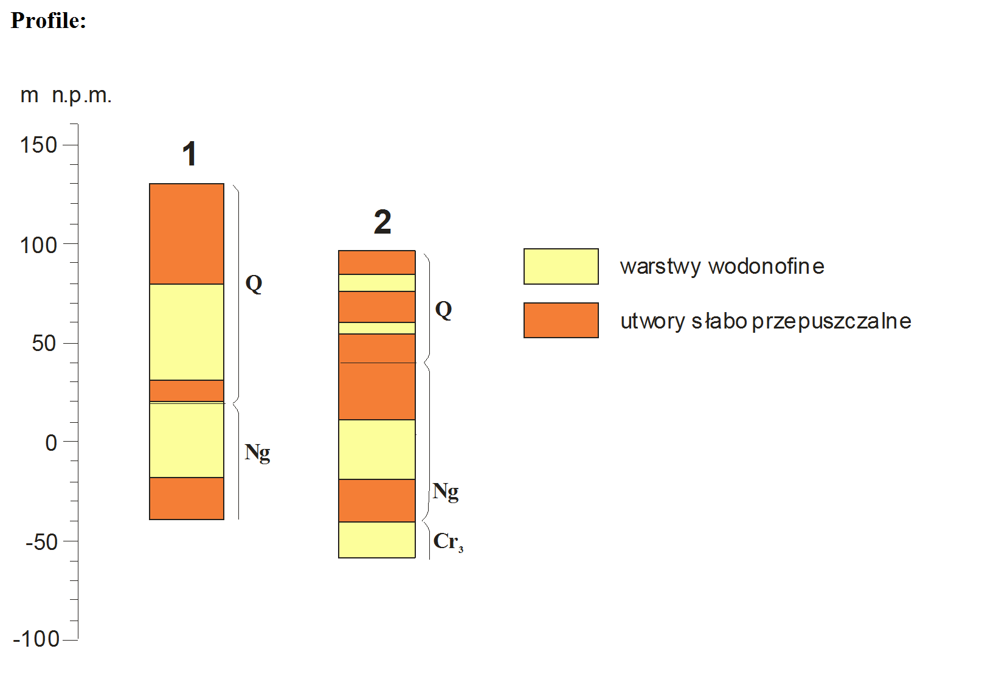 Profile:
m n.p.m.
150
100
50
0
-50
-100
1
Q
Ng
2
Q
Ng
Cr₃
warstwy wodonofine
utwory słabo przepuszczalne